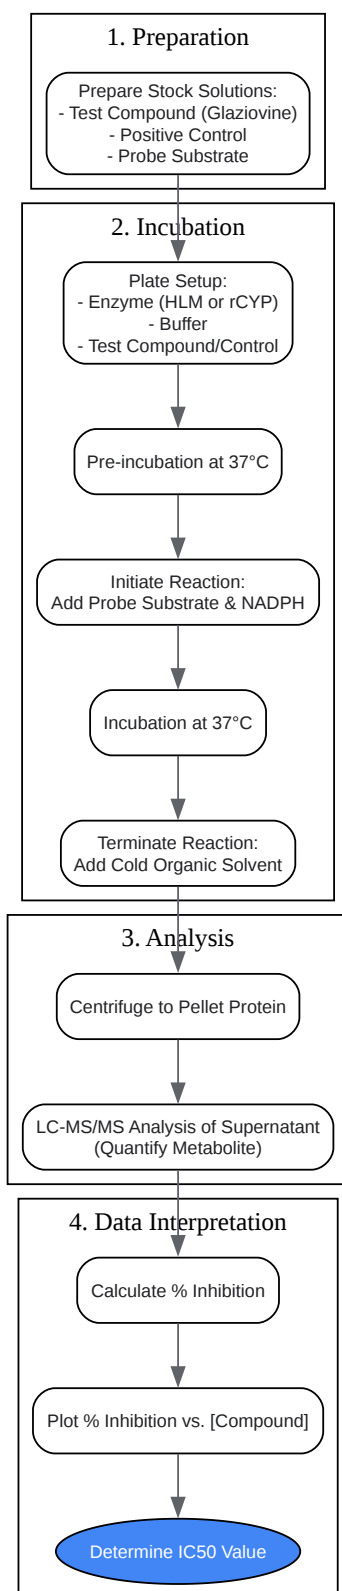 1. Preparation
Prepare Stock Solutions:
- Test Compound (Glaziovine)
- Positive Control
- Probe Substrate
2. Incubation
Plate Setup:
- Enzyme (HLM or rCYP)
- Buffer
- Test Compound/Control
Pre-incubation at 37°C
Initiate Reaction:
Add Probe Substrate & NADPH
Incubation at 37°C
Terminate Reaction:
Add Cold Organic Solvent
3. Analysis
Centrifuge to Pellet Protein
LC-MS/MS Analysis of Supernatant
(Quantify Metabolite)
4. Data Interpretation
Calculate % Inhibition
Plot % Inhibition vs. [Compound]
Determine IC50 Value